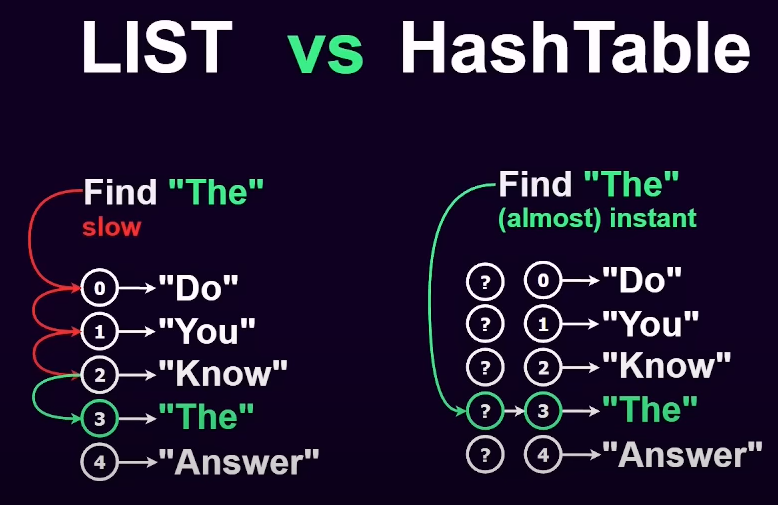 LIST vs HashTable
Find "The"
slow
0 "Do"
1 "You"
2 "Know"
3 "The"
4 "Answer"
Find "The"
(almost) instant
? 0 "Do"
? 1 "You"
? 2 "Know"
? 3 "The"
? 4 "Answer"